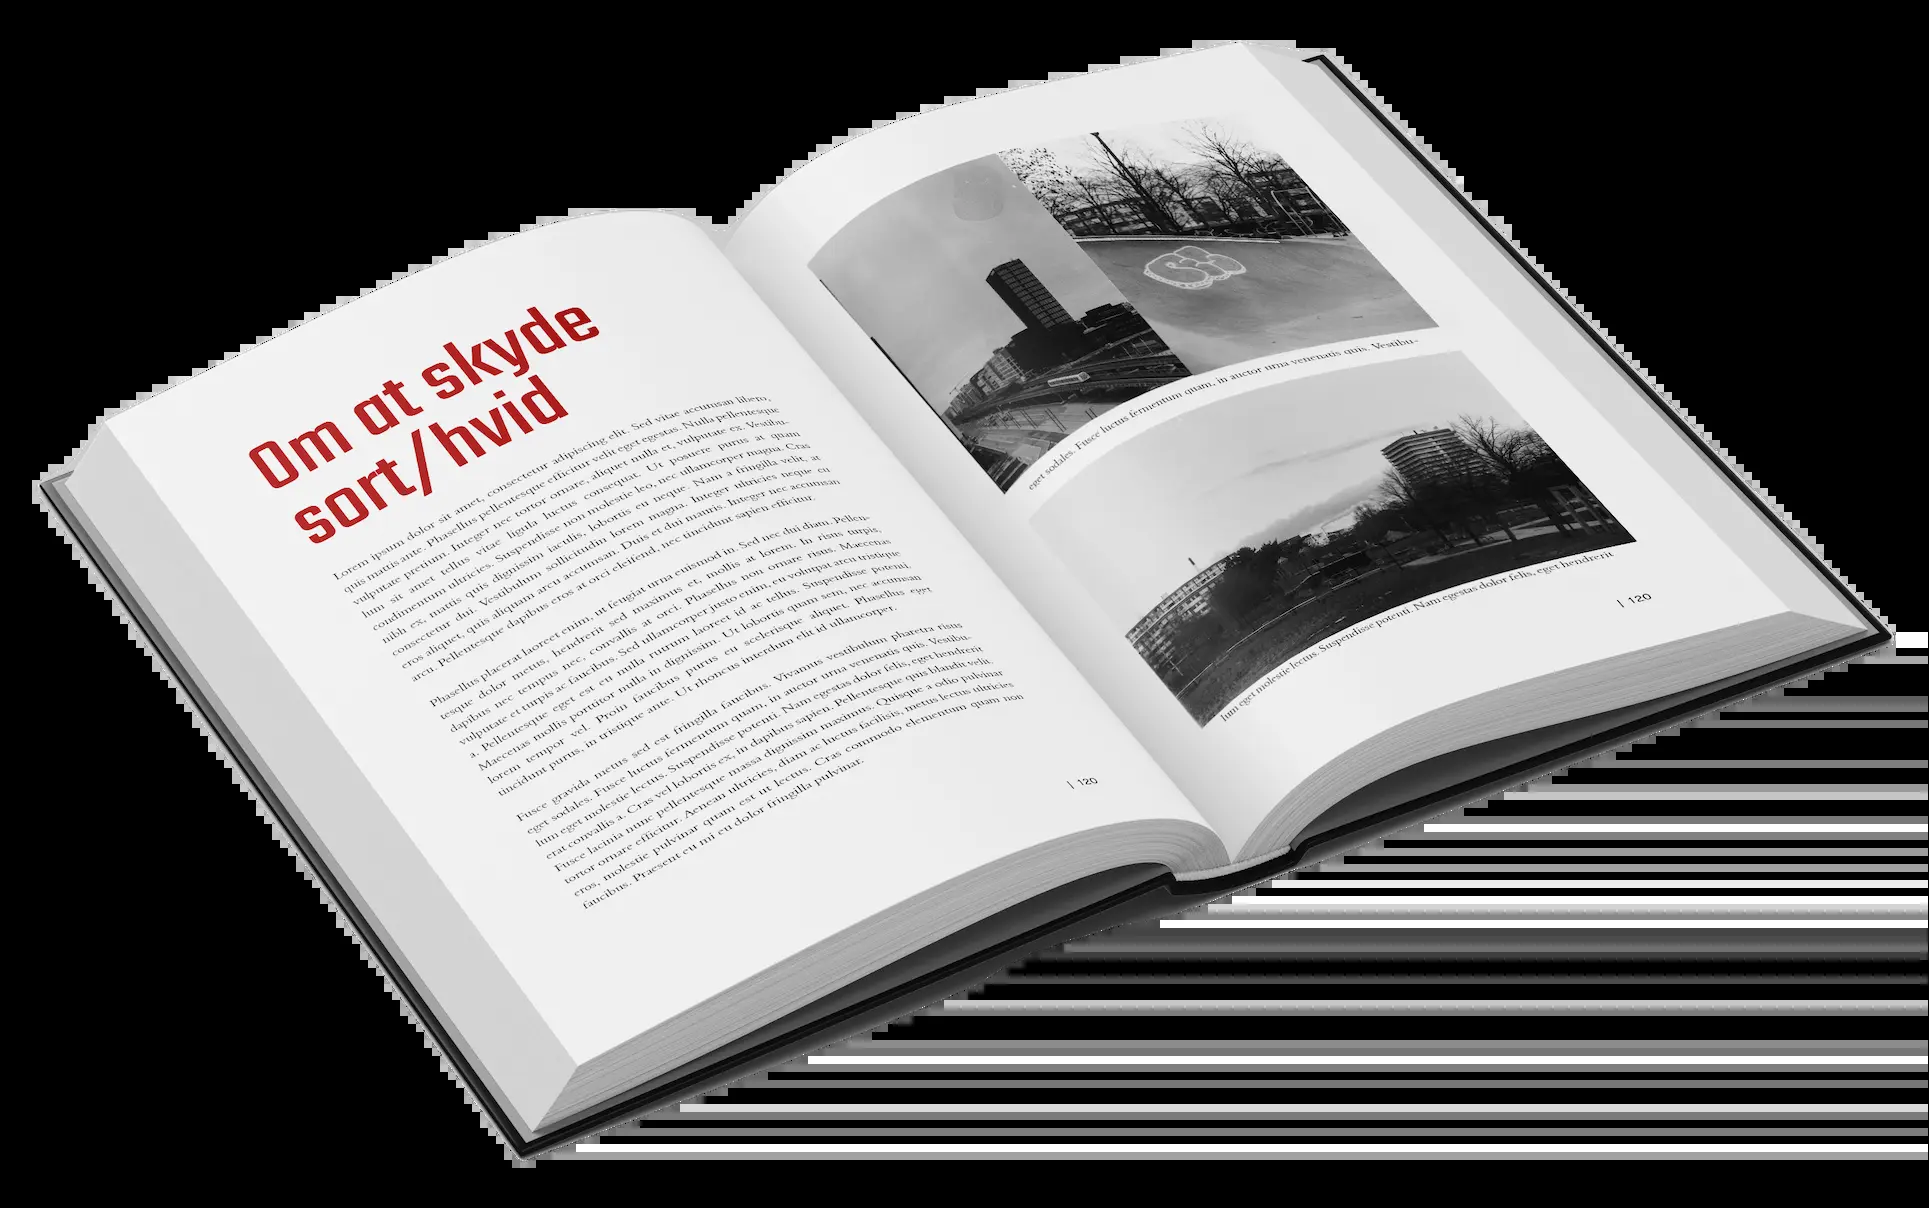 Om at skyde
sort/hvid
Lorem ipsum dolor sit amet, consectetur adipiscing elit. Sed vitae accumsan libero,
quis mattis ante. Phasellus pellentesque efficitur velit eget egestas. Nulla pellentesque
vulputate pretium. Integer nec tortor ornare, aliquet nulla et, vulputate ex. Vestibu-
lum sit amet tellus vitae ligula luctus consequat. Ut posuere purus at quam
condimentum ultricies. Suspendisse non molestie leo, nec ullamcorper magna. Cras
nibh ex, mattis quis dignissim iaculis, lobortis eu neque. Nam a fringilla velit, at
consectetur dui. Vestibulum sollicitudin lorem magna. Integer ultricies neque eu
eros aliquet, quis aliquam arcu accumsan. Duis et dui mauris. Integer nec accumsan
arcu. Pellentesque dapibus eros at orci eleifend, nec tincidunt sapien efficitur.
Phasellus placerat laoreet enim, ut feugiat urna euismod in. Sed nec dui diam. Pellen-
tesque dolor metus, hendrerit sed maximus et, mollis at lorem. In risus turpis,
dapibus nec tempus nec, convallis at orci. Phasellus non ornare risus. Maecenas
vulputate et turpis ac faucibus. Sed ullamcorper justo enim, eu volutpat arcu tristique
a. Pellentesque eget est eu nulla rutrum laoreet id ac tellus. Suspendisse potenti.
Maecenas mollis porttitor nulla in dignissim. Ut lobortis quam sem, nec accumsan
lorem tempor vel. Proin faucibus purus eu scelerisque aliquet. Phasellus eget
tincidunt purus, in tristique ante. Ut rhoncus interdum elit id ullamcorper.
Fusce gravida metus sed est fringilla faucibus. Vivamus vestibulum pharetra risus
eget sodales. Fusce luctus fermentum quam, in auctor urna venenatis quis. Vestibu-
lum eget molestie lectus. Suspendisse potenti. Nam egestas dolor felis, eget hendrerit
erat convallis a. Cras vel lobortis ex, in dapibus sapien. Pellentesque quis blandit velit.
Fusce lacinia nunc pellentesque massa dignissim maximus. Quisque a odio pulvinar
tortor ornare efficitur. Aenean ultricies, diam ac luctus facilisis, metus lectus ultricies
eros, molestie pulvinar quam est ut lectus. Cras commodo elementum quam non
faucibus. Praesent eu mi eu dolor fringilla pulvinar.
| 120
eget sodales. Fusce luctus fermentum quam, in auctor urna venenatis quis. Vestibu-
lum eget molestie lectus. Suspendisse potenti. Nam egestas dolor felis, eget hendrerit
| 120